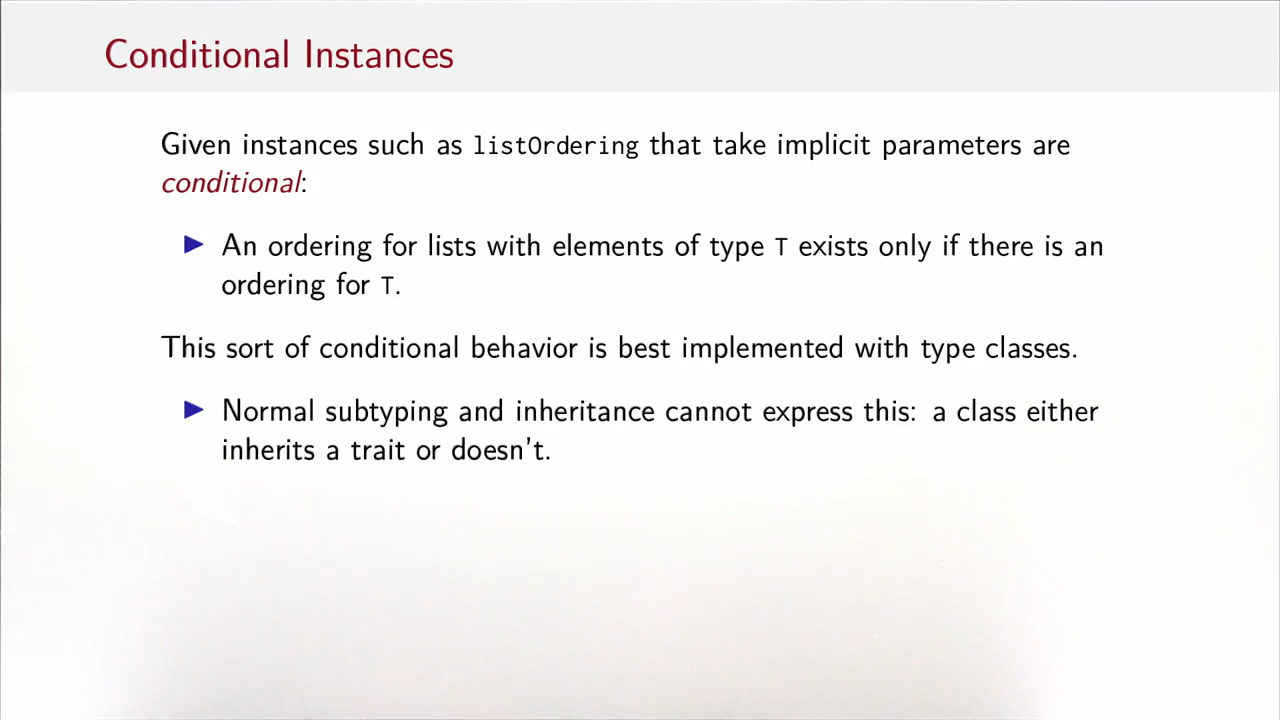 Conditional Instances
Given instances such as listOrdering that take implicit parameters are
conditional:
An ordering for lists with elements of type T exists only if there is an
ordering for T.
This sort of conditional behavior is best implemented with type classes.
Normal subtyping and inheritance cannot express this: a class either
inherits a trait or doesn't.